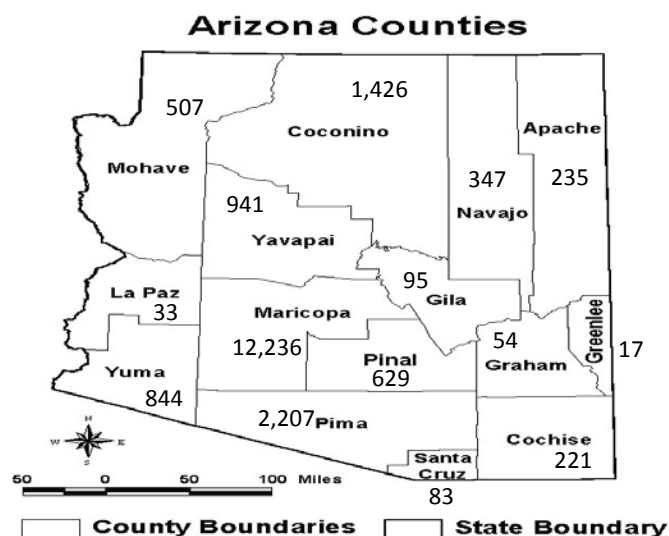 Arizona Counties
1,426
507
Coconino
Apache
Mohave
347
235
941
Navajo
Yavapai
95
La Paz
Gila
33
Maricopa
Greenlee
12,236
54
17
Yuma
Pinal
Graham
629
844
2,207 Pima
Cochise
N
W E
S
Santa
Cruz
221
50 0 50 100 Miles
83
County Boundaries State Boundary